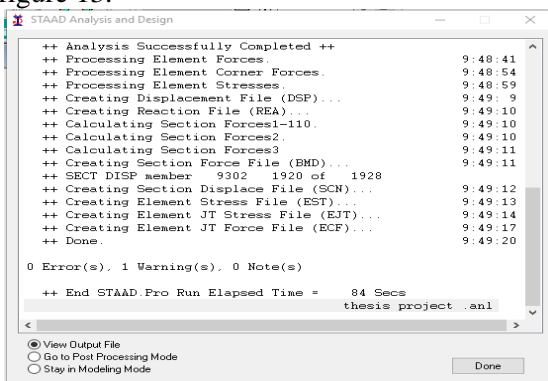 Figure 15.
STAAD Analysis and Design
++ Analysis Successfully Completed ++
++ Processing Element Forces. 9:48:41
++ Processing Element Corner Forces. 9:48:54
++ Processing Element Stresses. 9:48:59
++ Creating Displacement File (DSP)... 9:49: 9
++ Creating Reaction File (REA)... 9:49:10
++ Calculating Section Forces1-110. 9:49:10
++ Calculating Section Forces2. 9:49:10
++ Calculating Section Forces3 9:49:11
++ Creating Section Force File (BMD)... 9:49:11
++ SECT DISP member 9302 1920 of 1928
++ Creating Section Displace File (SCN)... 9:49:12
++ Creating Element Stress File (EST)... 9:49:13
++ Creating Element JT Stress File (EJT)... 9:49:14
++ Creating Element JT Force File (ECF)... 9:49:17
++ Done. 9:49:20
0 Error(s), 1 Warning(s), 0 Note(s)
++ End STAAD.Pro Run Elapsed Time = 84 Secs
thesis project .anl
View Output File
Go to Post Processing Mode
Stay in Modeling Mode
Done